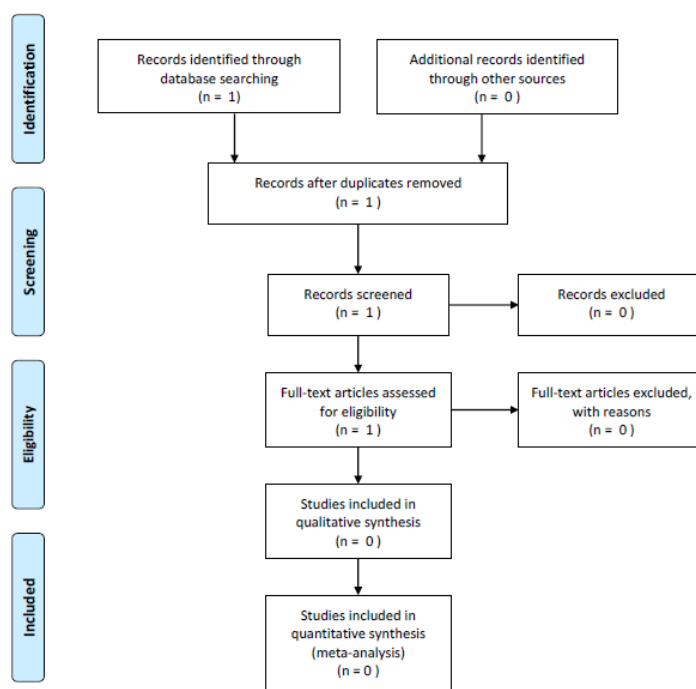 Identification
Records identified through
database searching
(n = 1)
Additional records identified
through other sources
(n = 0 )
Records after duplicates removed
(n = 1 )
Screening
Records screened
(n = 1 )
Records excluded
(n = 0 )
Eligibility
Full-text articles assessed
for eligibility
(n = 1 )
Full-text articles excluded,
with reasons
(n = 0 )
Studies included in
qualitative synthesis
(n = 0 )
Included
Studies included in
quantitative synthesis
(meta-analysis)
(n = 0 )